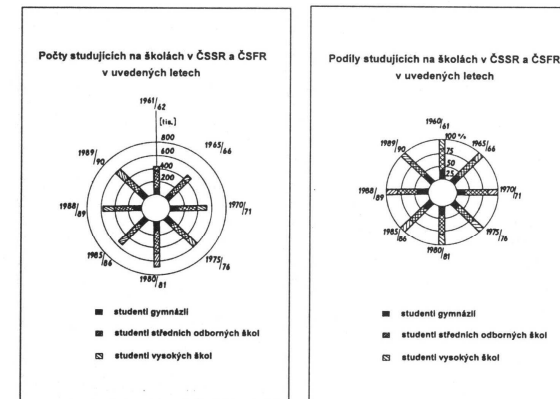 Počty studujících na školách v ČSSR a ČSFR
v uvedených letech
1961/62
[tis.]
800
600
400
200
1965/66
1970/71
1975/76
1980/81
1985/86
1988/89
1989/90
studenti gymnázií
studenti středních odborných škol
studenti vysokých škol
Podíly studujících na školách v ČSSR a ČSFR
v uvedených letech
1960/61
100 %
75
50
25
1965/66
1970/71
1975/76
1980/81
1985/86
1988/89
1989/90
studenti gymnázií
studenti středních odborných škol
studenti vysokých škol